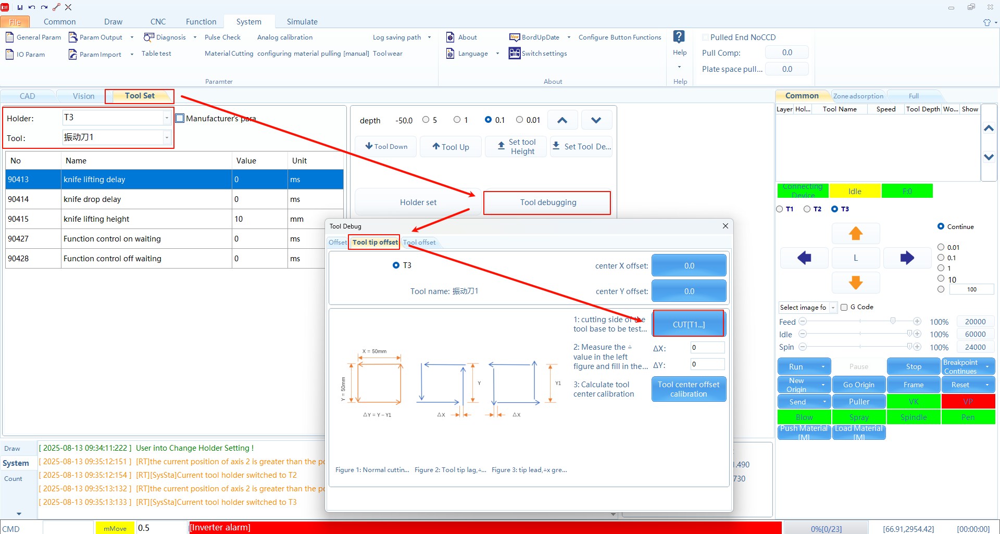 File
Common
Draw
CNC
Function
System
Simulate
General Param
Param Output
Diagnosis
Pulse Check
Analog calibration
Log saving path
About
BordUpDate
Configure Button Functions
Pulled End NoCCD
IO Param
Param Import
Table test
Material Cutting
configuring material pulling [manual]
Tool wear
Language
Switch settings
Help
Pull Comp:
0.0
Plate space pull...
0.0
Paramter
About
Help
CAD
Vision
Tool Set
Holder:
T3
Manufacturer's para
Tool:
振动刀1
No
Name
Value
Unit
90413
knife lifting delay
0
ms
90414
knife drop delay
0
ms
90415
knife lifting height
10
mm
90427
Function control on waiting
0
ms
90428
Function control off waiting
0
ms
depth
-50.0
5
1
0.1
0.01
Tool Down
Tool Up
Set tool
Height
Set Tool De...
Holder set
Tool debugging
Tool Debug
Offset
Tool tip offset
Tool offset
T3
center X offset:
0.0
Tool name: 振动刀1
center Y offset:
0.0
1: cutting side of the
tool base to be test...
CUT[T1...]
2: Measure the △
value in the left
figure and fill in the...
ΔX:
0
ΔY:
0
3: Calculate tool
center calibration
Tool center offset
calibration
X = 50mm
Y = 50mm
△Y = Y – Y1
△X
Y
△X
Y1
Figure 1: Normal cuttin...
Figure 2: Tool tip lag,△...
Figure 3: tip lead,△x gre...
Common
Zone adsorption
Full
Layer
Hol...
Tool Name
Speed
Tool Depth
Wo...
Show
Connecting
Device
Idle
F:0
T1
T2
T3
L
Continue
0.01
0.1
1
10
100
Select image fo
G Code
Feed
100%
20000
Idle
100%
60000
Spin
100%
24000
Run
Pause
Stop
Breakpoint
Continues
New
Origin
Go Origin
Frame
Reset
Send
Puller
VK
VP
Blow
Spray
Spindle
Pen
Push Material
[M]
Load Material
[M]
Draw
System
Count
[ 2025-08-13 09:34:11:222 ] User into Change Holder Setting !
[ 2025-08-13 09:35:12:151 ] [RT]the current position of axis 2 is greater than the po
[ 2025-08-13 09:35:12:154 ] [RT][SysSta]Current tool holder switched to T2
[ 2025-08-13 09:35:13:132 ] [RT]the current position of axis 2 is greater than the po
[ 2025-08-13 09:35:13:133 ] [RT][SysSta]Current tool holder switched to T3
.490
730
CMD
mMove
0.5
[Inverter alarm]
0%[0/23]
[66.91,2954.42]
[00:00:00]